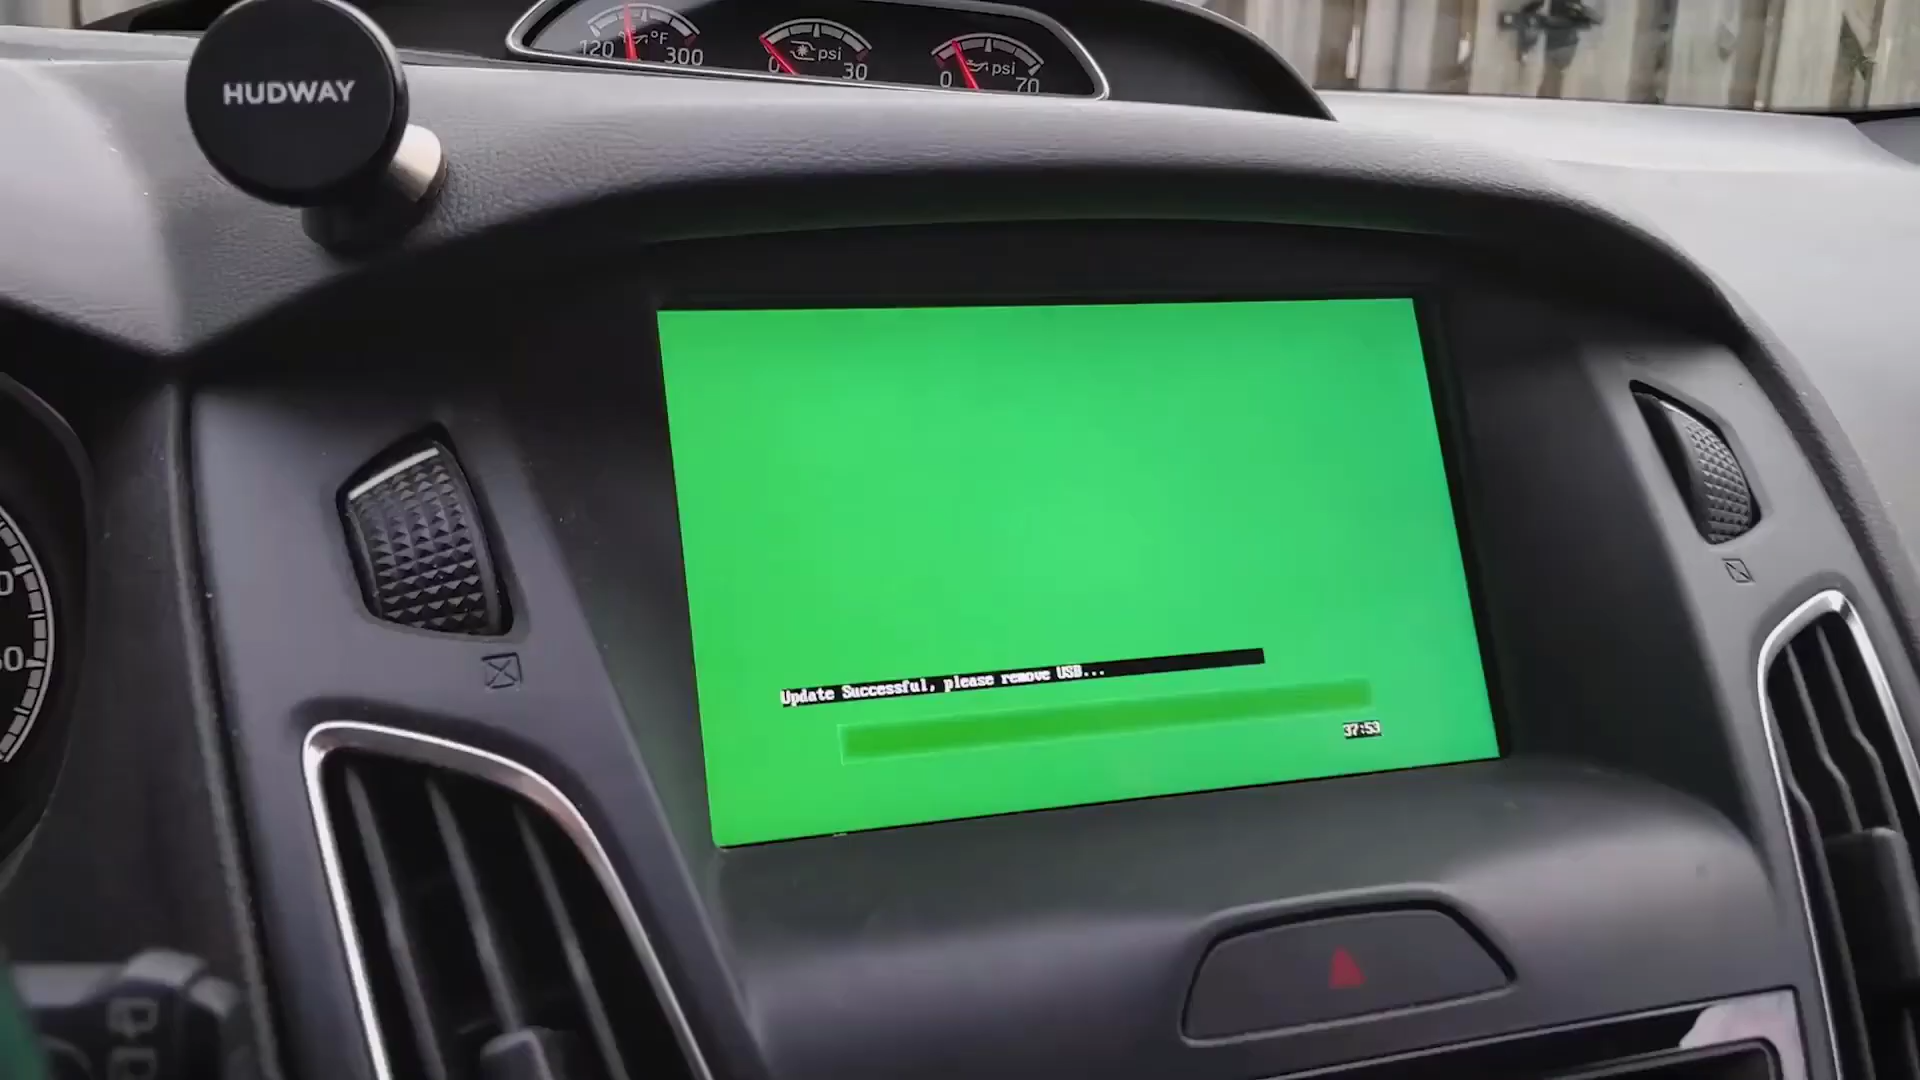 HUDWAY
120 °F 300
0 psi 30
0 psi 70
Update Successful, please remove USB...
37:53